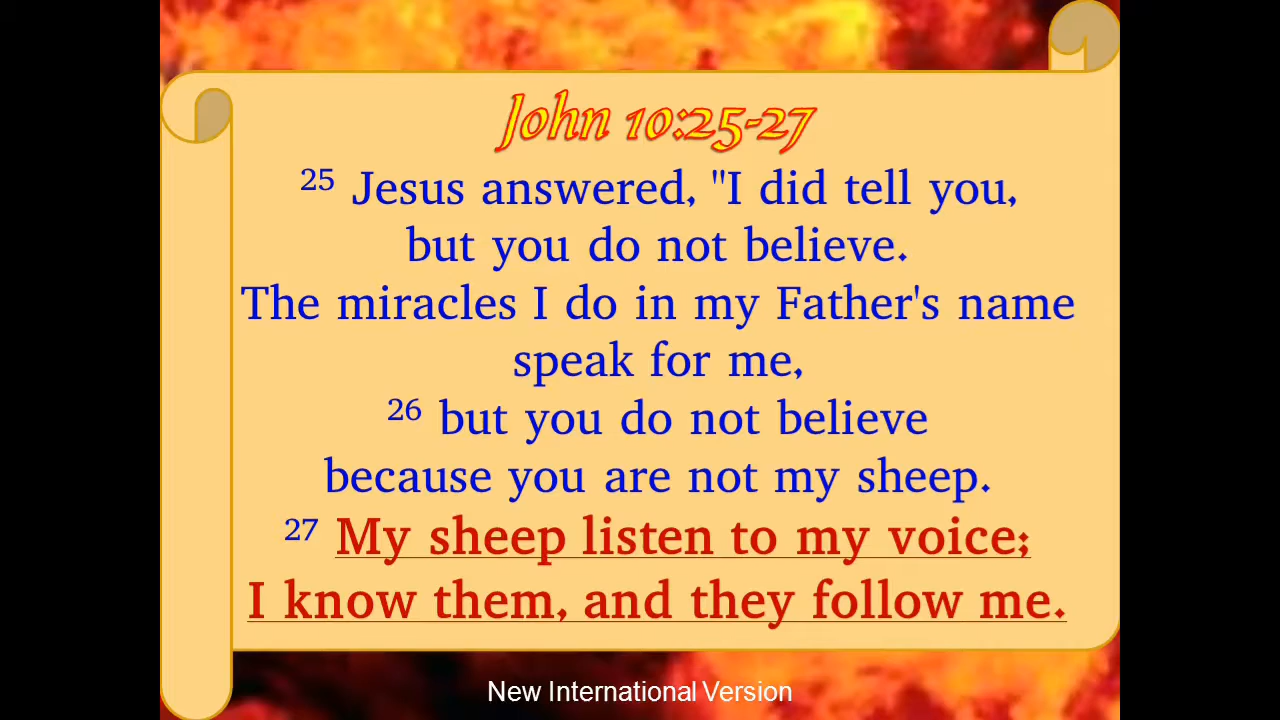 John 10:25-27
25 Jesus answered, "I did tell you,
but you do not believe.
The miracles I do in my Father's name
speak for me,
26 but you do not believe
because you are not my sheep.
27 My sheep listen to my voice;
I know them, and they follow me.
New International Version